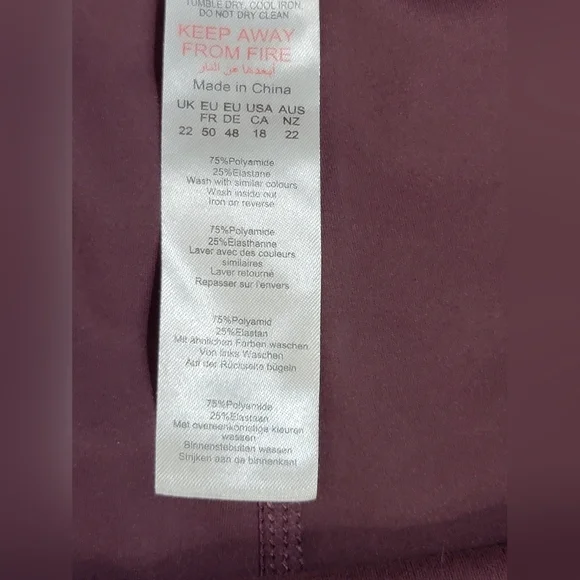 TUMBLE DRY, COOL IRON,
DO NOT DRY CLEAN
KEEP AWAY
FROM FIRE
أبعدها عن النار
Made in China
UK EU EU USA AUS
FR DE CA NZ
22 50 48 18 22
75%Polyamide
25%Elastane
Wash with similar colours
Wash inside out
Iron on reverse
75%Polyamide
25%Élasthanne
Laver avec des couleurs
similaires
Laver retourné
Repasser sur l'envers
75%Polyamid
25%Elastan
Mit ähnlichen Farben waschen
Von links Waschen
Auf der Rückseite bügeln
75%Polyamide
25%Elastaan
Met overeenkomstige kleuren
wassen
Binnenstebuiten wassen
Strijken aan de binnenkant